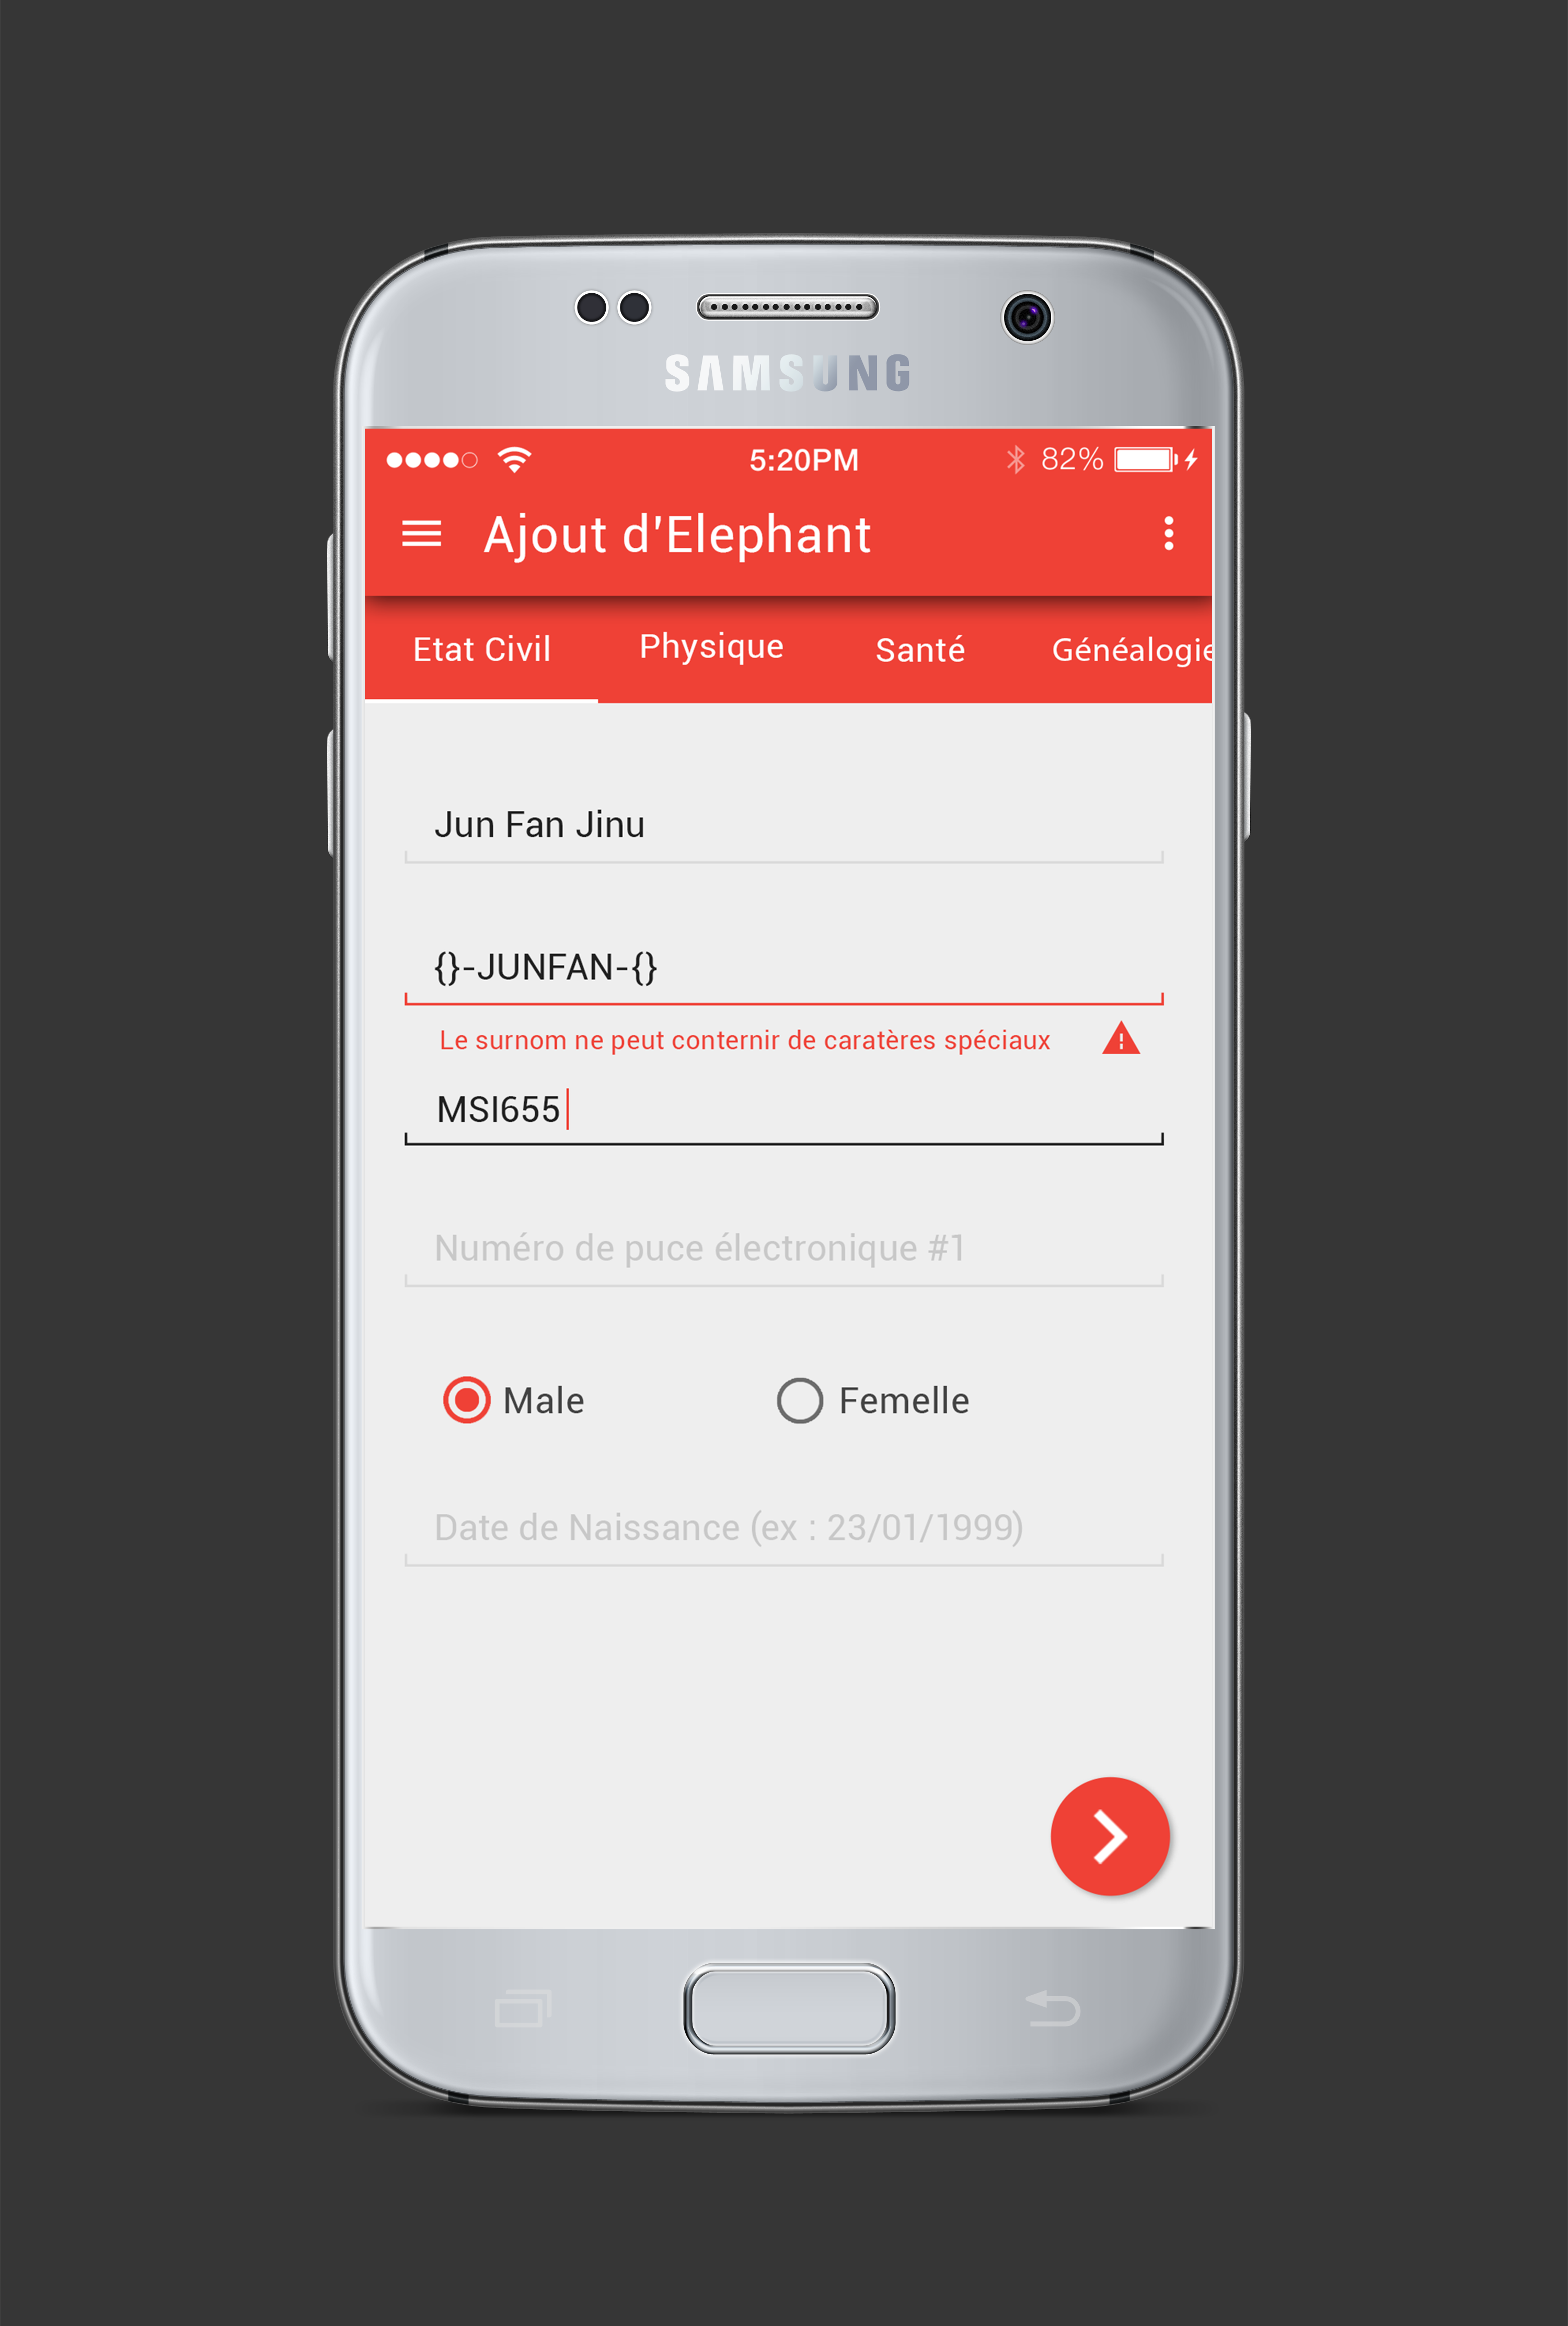 SAMSUNG
5:20PM 82%
Ajout d'Elephant
Etat Civil Physique Santé Généalogie
Jun Fan Jinu
{}-JUNFAN-{}
Le surnom ne peut conternir de caratères spéciaux
MSI655
Numéro de puce électronique #1
Male Femelle
Date de Naissance (ex : 23/01/1999)